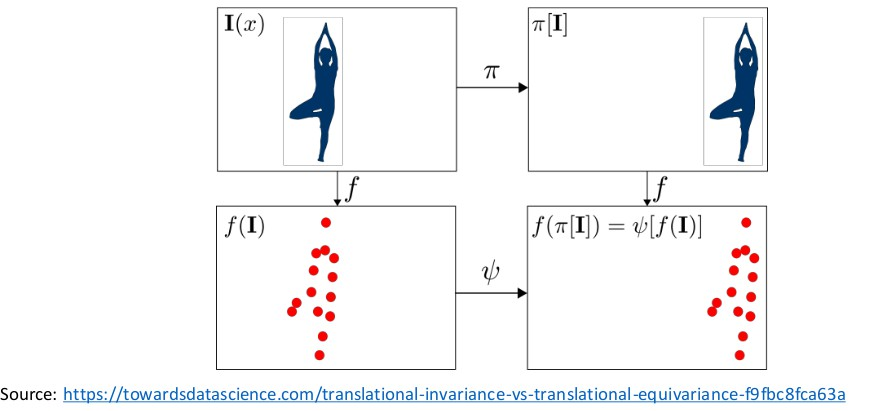 I(x)
π[I]
π
f
f
f(I)
f(π[I]) = ψ[f(I)]
ψ
Source: https://towardsdatascience.com/translational-invariance-vs-translational-equivariance-f9fbc8fca63a